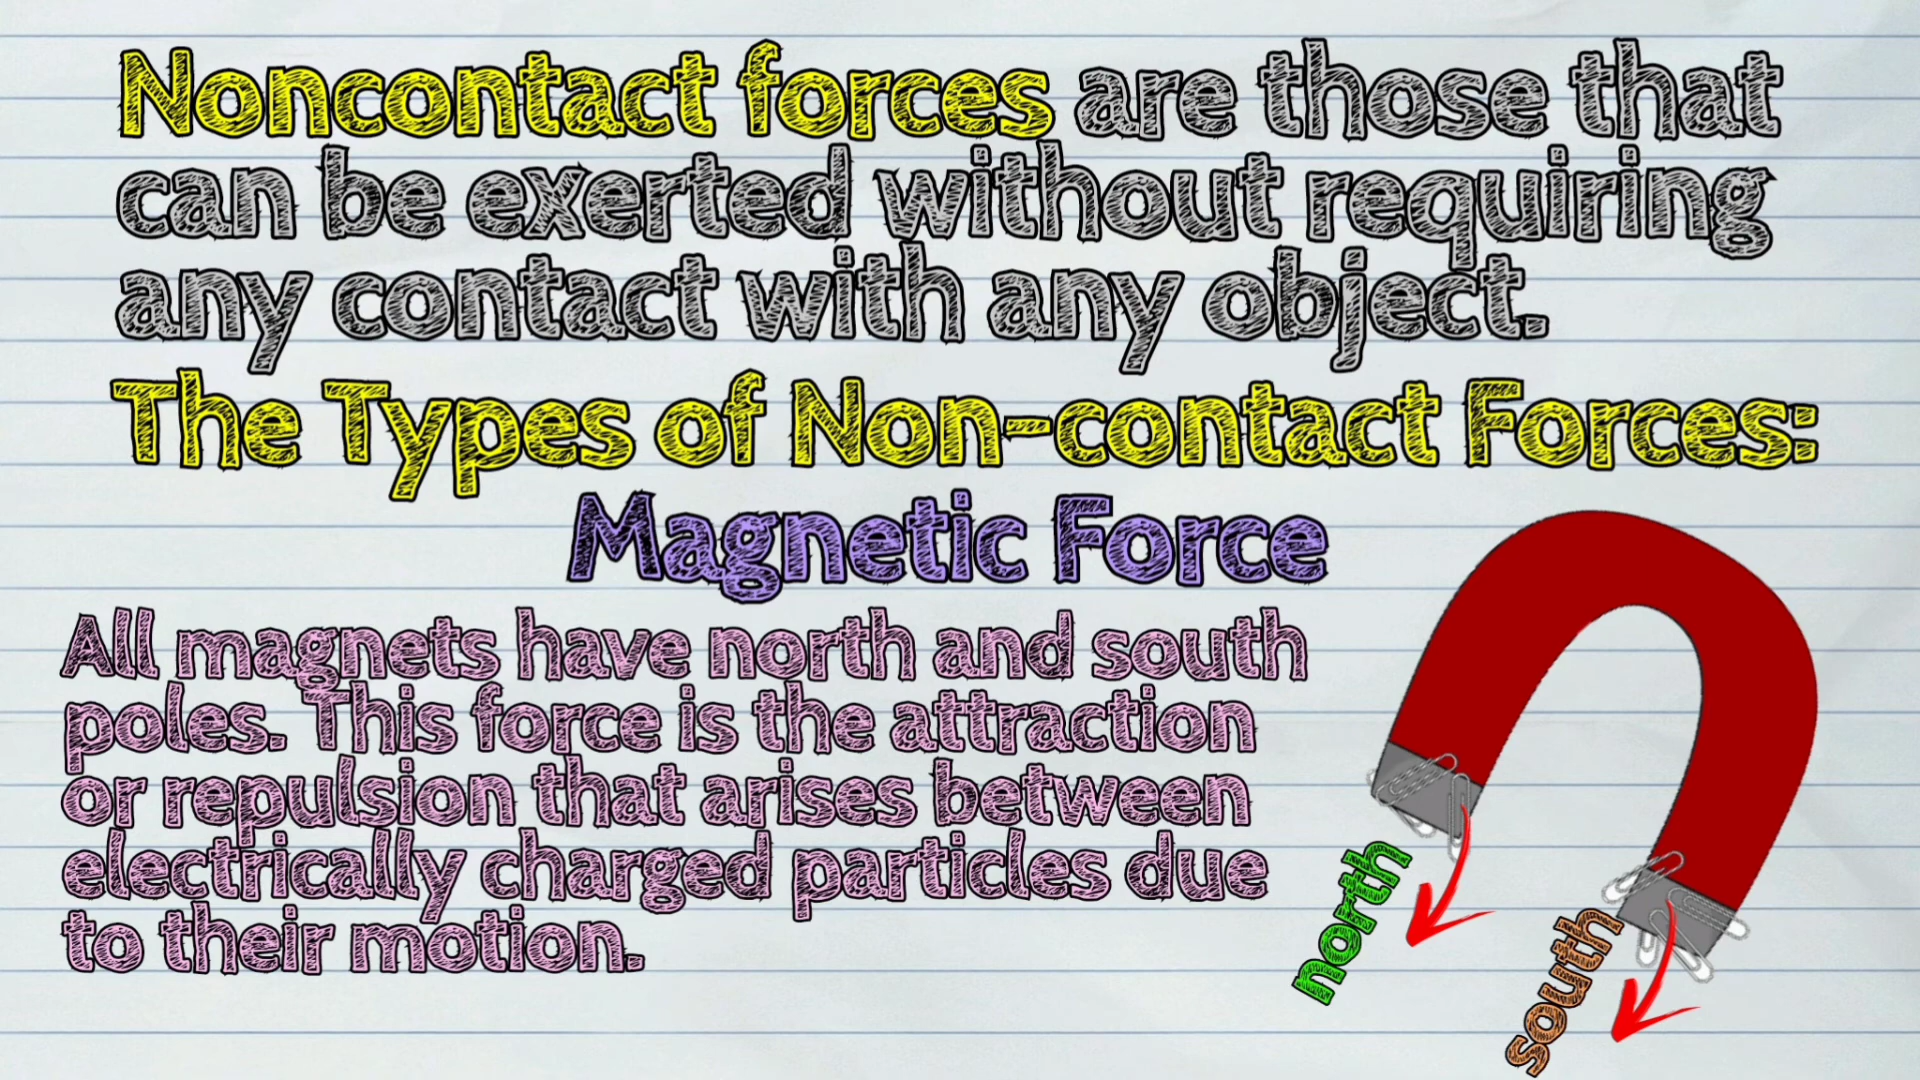 Noncontact forces are those that
can be exerted without requiring
any contact with any object.
The Types of Non-contact Forces:
Magnetic Force
All magnets have north and south
poles. This force is the attraction
or repulsion that arises between
electrically charged particles due
to their motion.
north
south